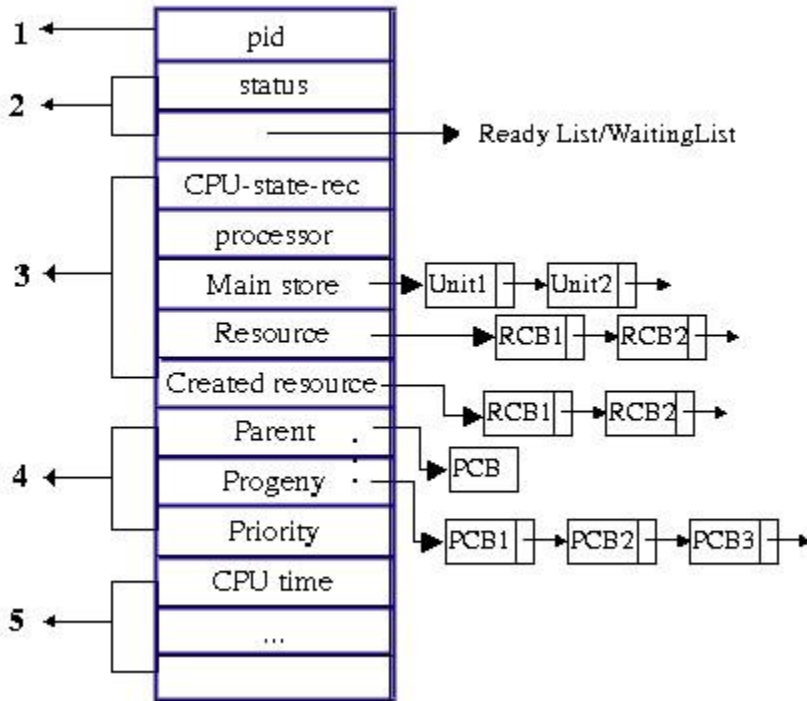 1
pid
2
status
Ready List/WaitingList
3
CPU-state-rec
processor
Main store
Unit1
Unit2
Resource
RCB1
RCB2
Created resource
RCB1
RCB2
4
Parent
PCB
Progeny
PCB1
PCB2
PCB3
Priority
5
CPU time
...